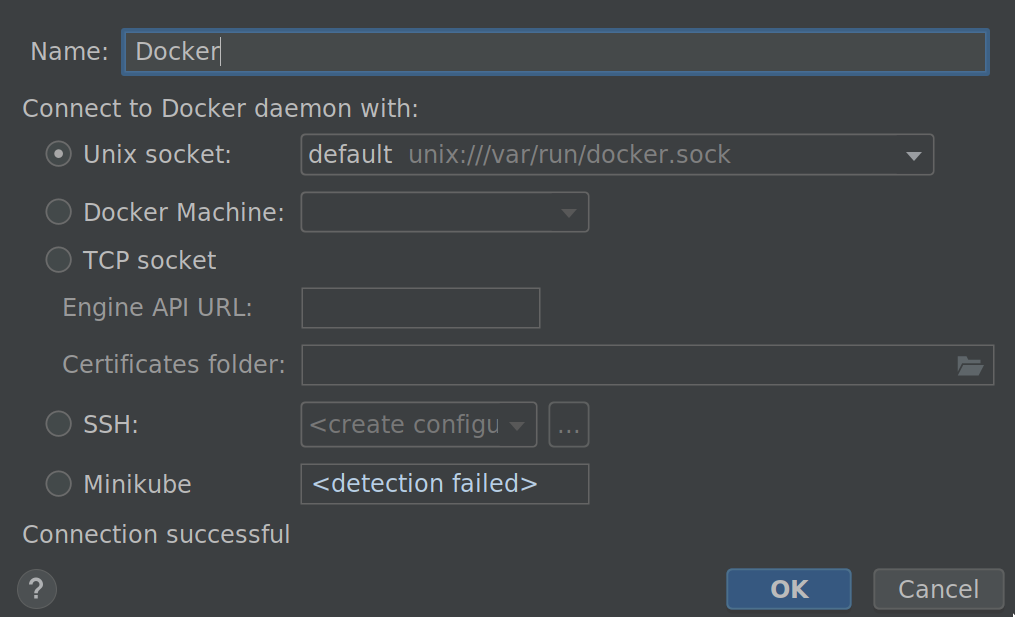 Name: Docker
Connect to Docker daemon with:
Unix socket: default unix:///var/run/docker.sock
Docker Machine:
TCP socket
Engine API URL:
Certificates folder:
SSH: <create configu ...
Minikube <detection failed>
Connection successful
? OK Cancel